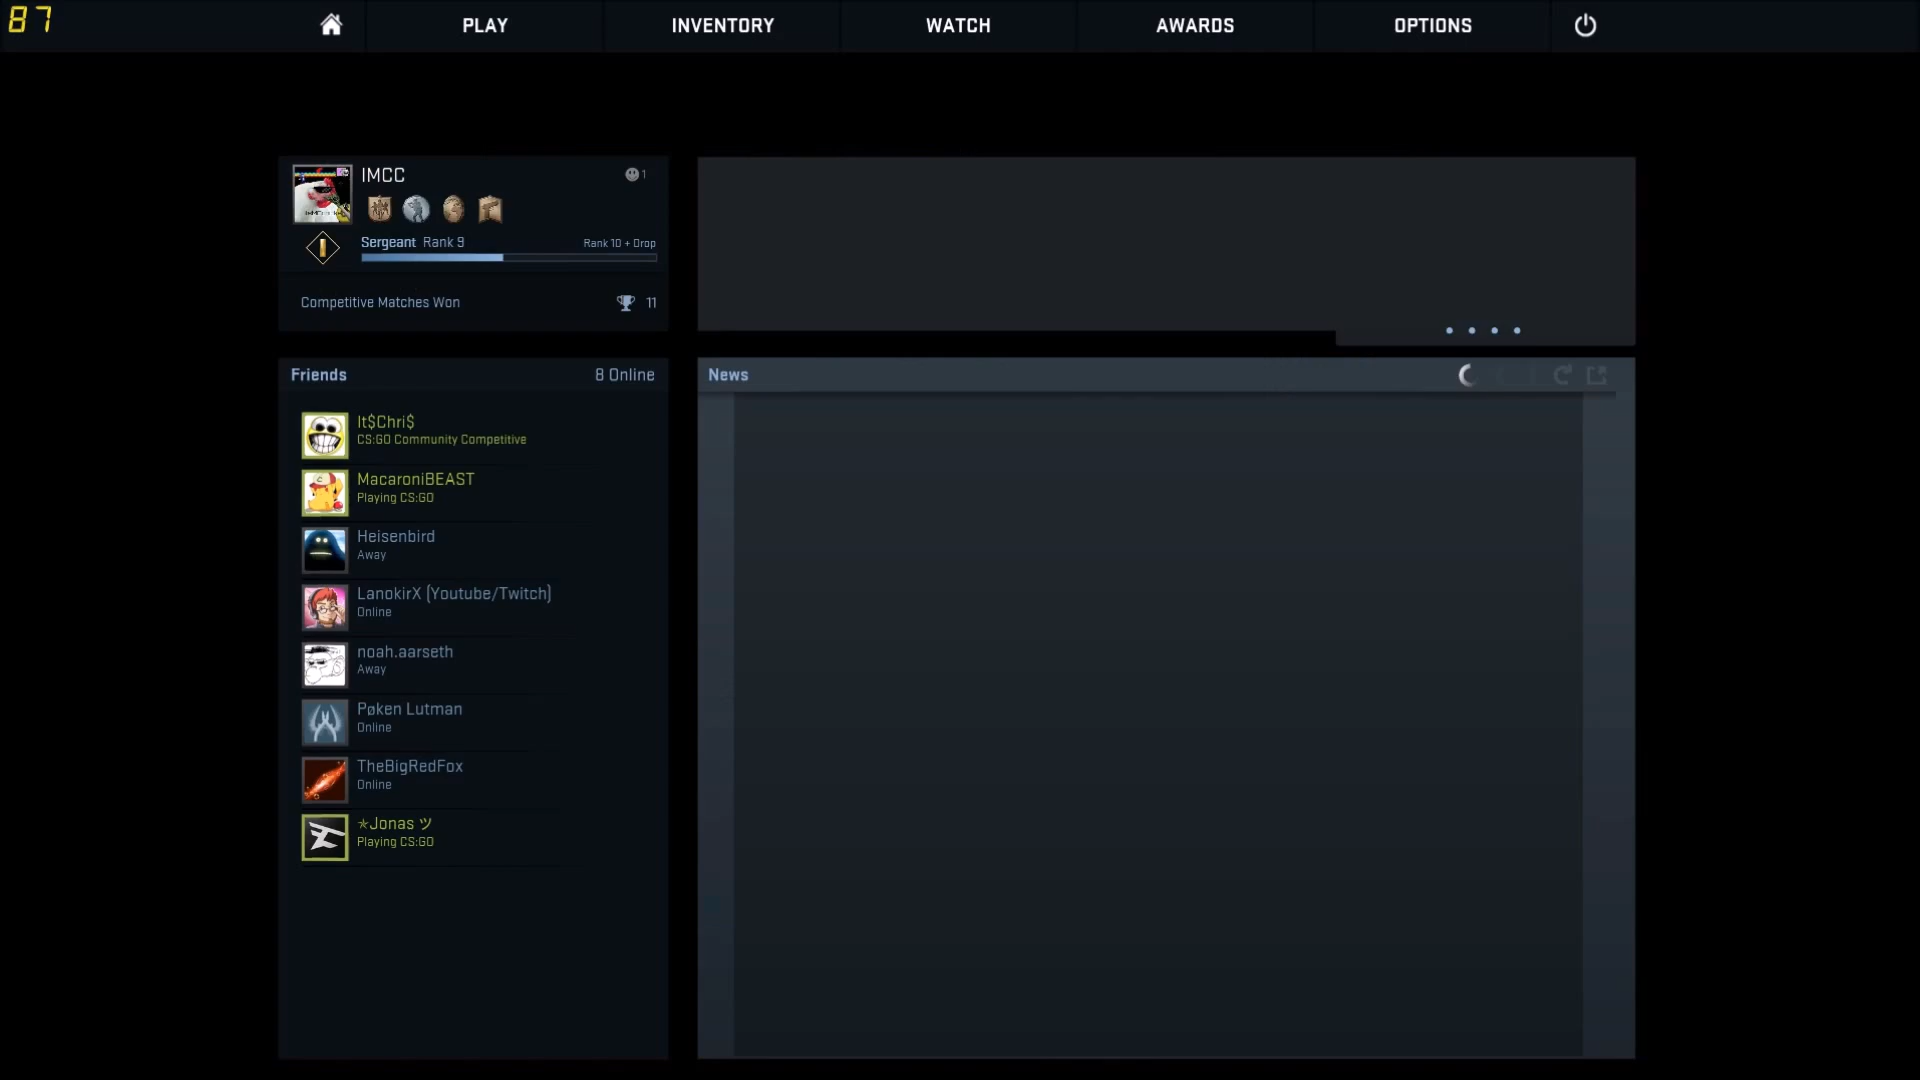 87
PLAY
INVENTORY
WATCH
AWARDS
OPTIONS
IMCC
1
Sergeant Rank 9
Rank 10 + Drop
Competitive Matches Won
11
Friends
8 Online
It$Chri$
CS:GO Community Competitive
MacaroniBEAST
Playing CS:GO
Heisenbird
Away
LanokirX (Youtube/Twitch)
Online
noah.aarseth
Away
Pøken Lutman
Online
TheBigRedFox
Online
✭Jonas ツ
Playing CS:GO
News